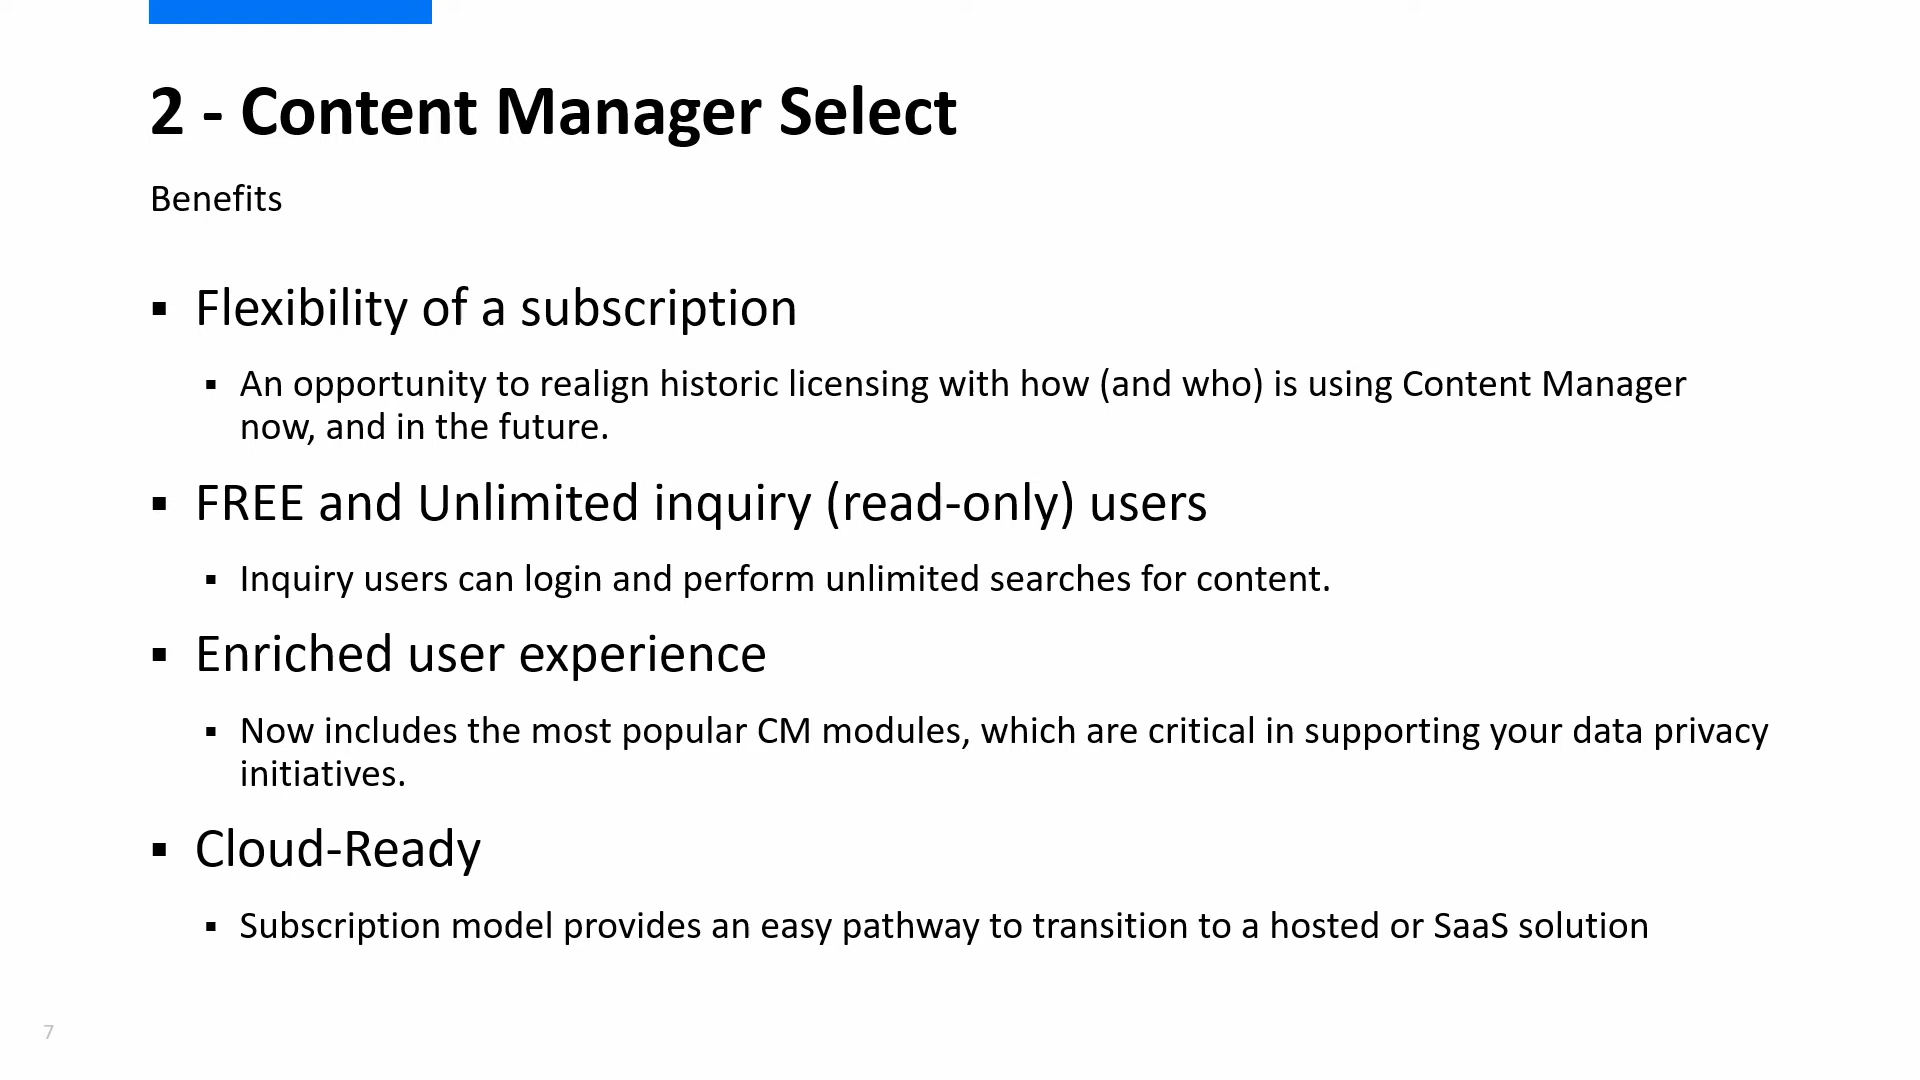 2 - Content Manager Select
Benefits
▪ Flexibility of a subscription
▪ An opportunity to realign historic licensing with how (and who) is using Content Manager
now, and in the future.
▪ FREE and Unlimited inquiry (read-only) users
▪ Inquiry users can login and perform unlimited searches for content.
▪ Enriched user experience
▪ Now includes the most popular CM modules, which are critical in supporting your data privacy
initiatives.
▪ Cloud-Ready
▪ Subscription model provides an easy pathway to transition to a hosted or SaaS solution
7